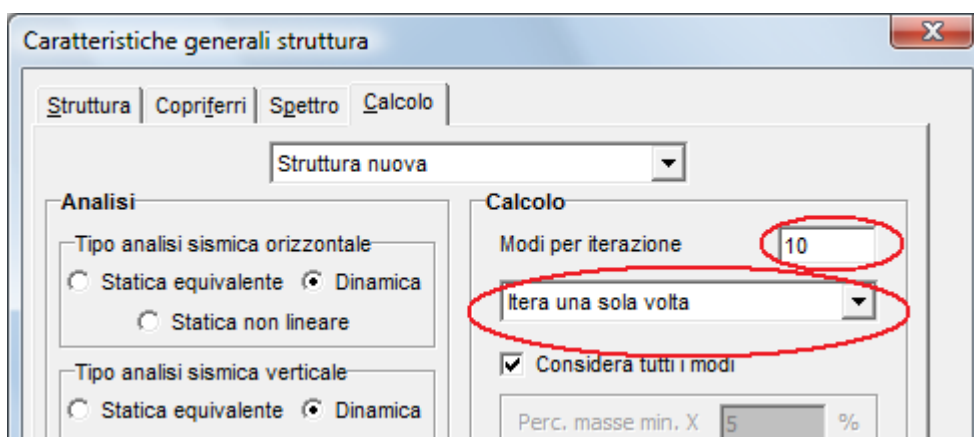 Caratteristiche generali struttura
Struttura Copriferri Spettro Calcolo
Struttura nuova
Analisi
Tipo analisi sismica orizzontale
Statica equivalente Dinamica
Statica non lineare
Tipo analisi sismica verticale
Statica equivalente Dinamica
Calcolo
Modi per iterazione 10
Itera una sola volta
Considera tutti i modi
Perc. masse min. X 5 %